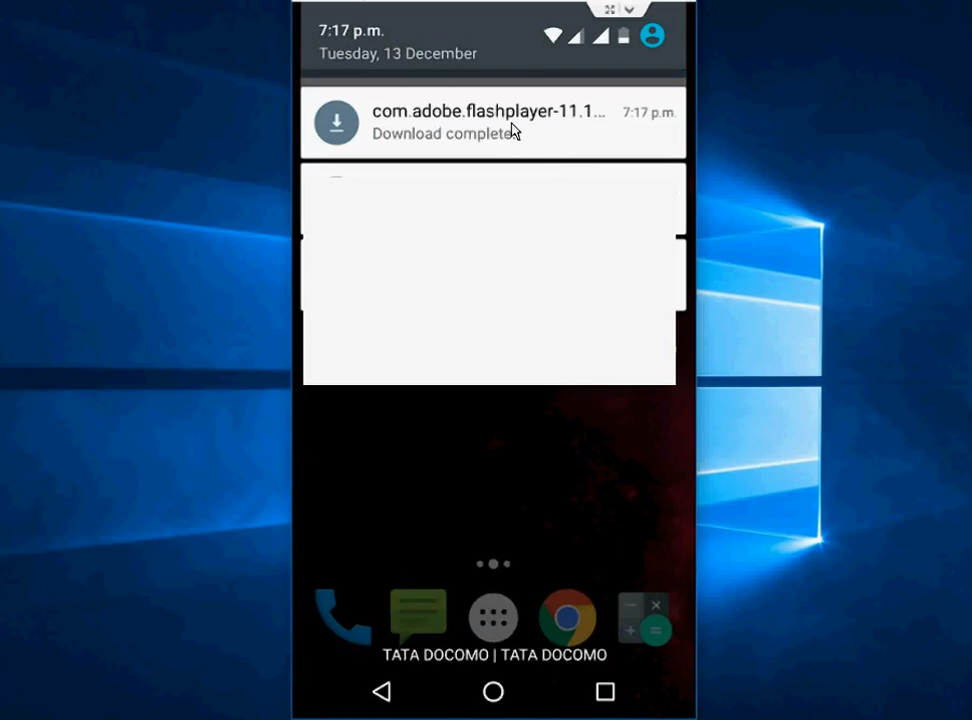 7:17 p.m.
Tuesday, 13 December
com.adobe.flashplayer-11.1... 7:17 p.m.
Download complete
TATA DOCOMO | TATA DOCOMO